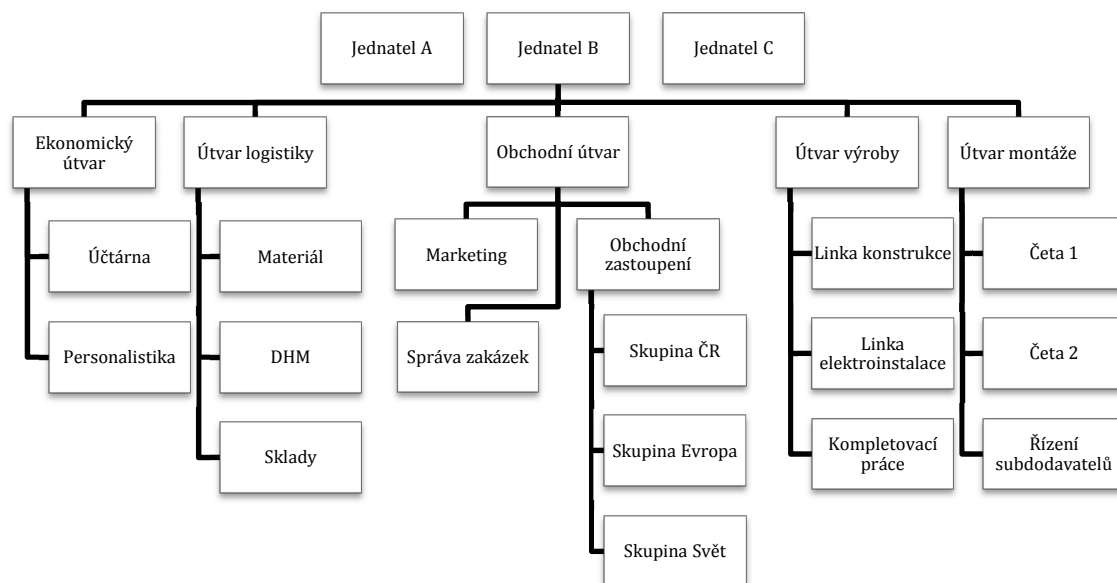 Jednatel A
Jednatel B
Jednatel C
Ekonomický
útvar
Útvar logistiky
Obchodní útvar
Útvar výroby
Útvar montáže
Účtárna
Materiál
Marketing
Obchodní
zastoupení
Linka konstrukce
Četa 1
Personalistika
DHM
Správa zakázek
Skupina ČR
Linka
elektroinstalace
Četa 2
Sklady
Skupina Evropa
Kompletovací
práce
Řízení
subdodavatelů
Skupina Svět